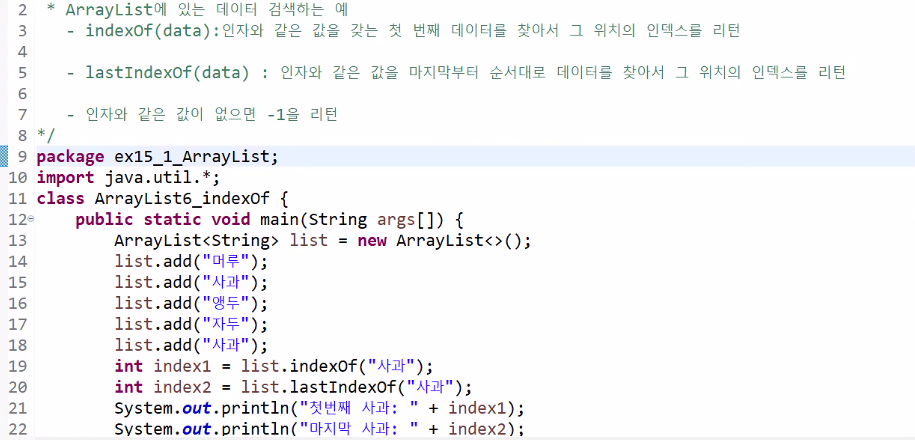 2 * ArrayList에 있는 데이터 검색하는 예
3 - indexOf(data):인자와 같은 값을 갖는 첫 번째 데이터를 찾아서 그 위치의 인덱스를 리턴
4
5 - lastIndexOf(data) : 인자와 같은 값을 마지막부터 순서대로 데이터를 찾아서 그 위치의 인덱스를 리턴
6
7 - 인자와 같은 값이 없으면 -1을 리턴
8 */
9 package ex15_1_ArrayList;
10 import java.util.*;
11 class ArrayList6_indexOf {
12 public static void main(String args[]) {
13 ArrayList<String> list = new ArrayList<>();
14 list.add("머루");
15 list.add("사과");
16 list.add("앵두");
17 list.add("자두");
18 list.add("사과");
19 int index1 = list.indexOf("사과");
20 int index2 = list.lastIndexOf("사과");
21 System.out.println("첫번째 사과: " + index1);
22 System.out.println("마지막 사과: " + index2);